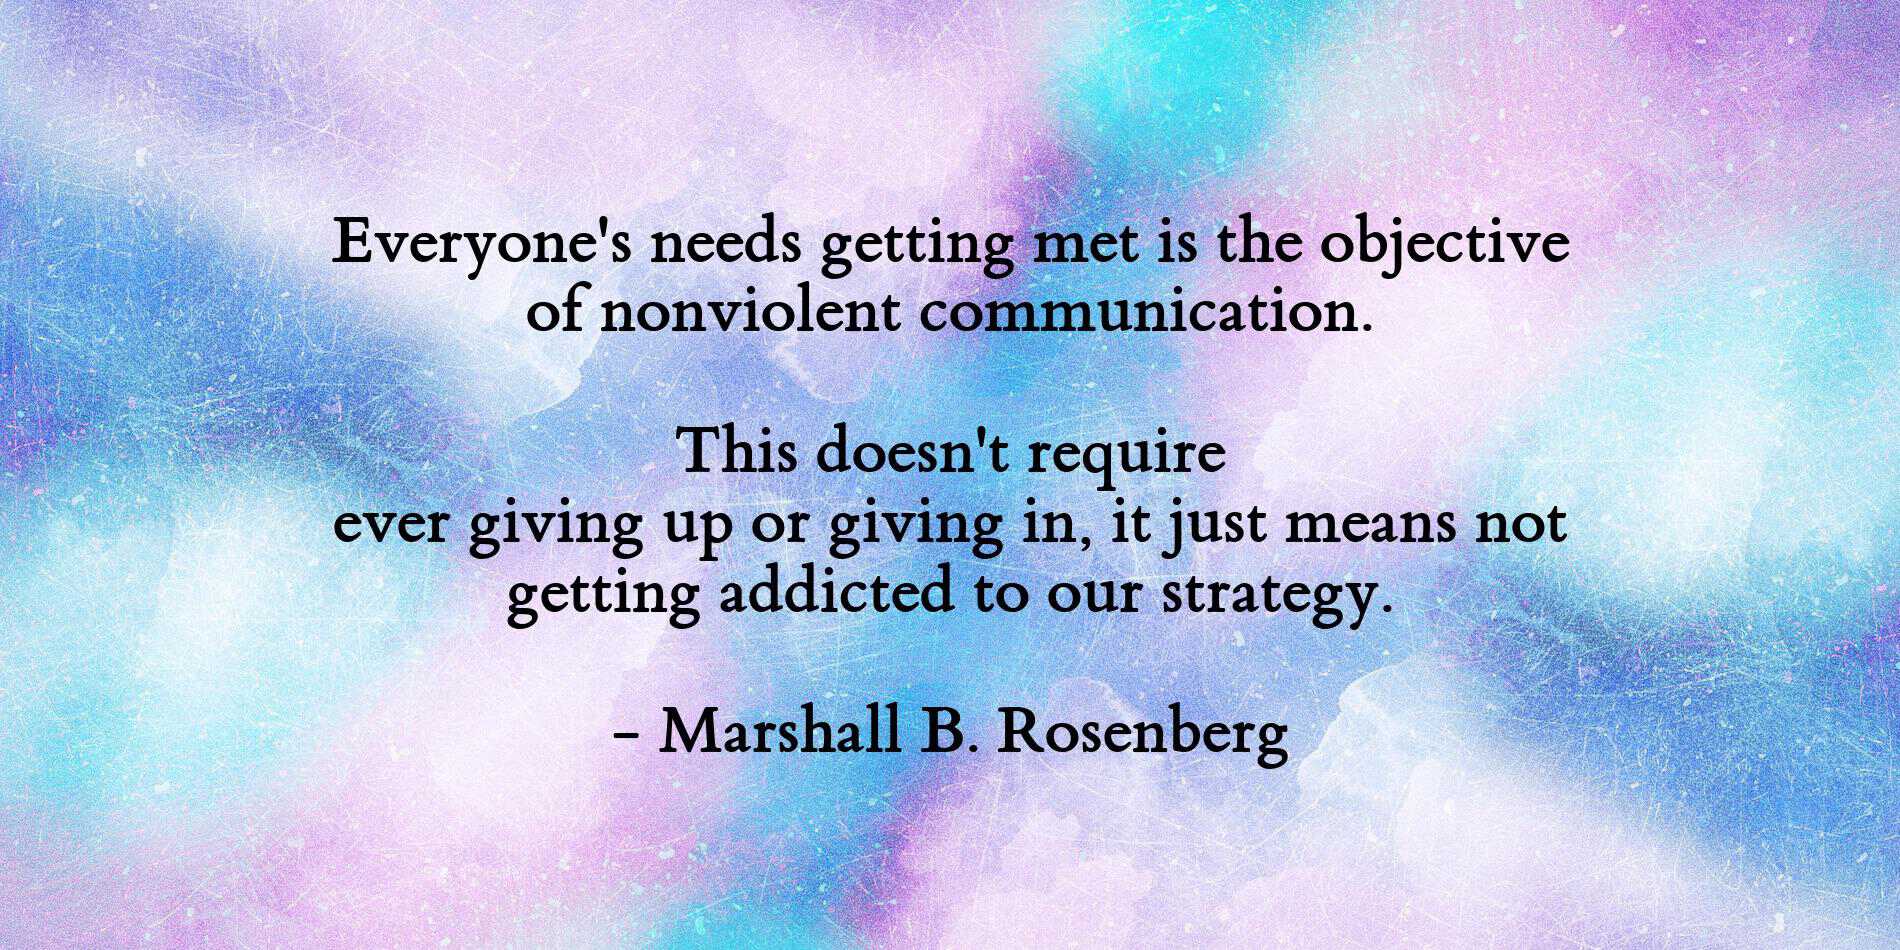 Everyone's needs getting met is the objective
of nonviolent communication.
This doesn't require
ever giving up or giving in, it just means not
getting addicted to our strategy.
– Marshall B. Rosenberg